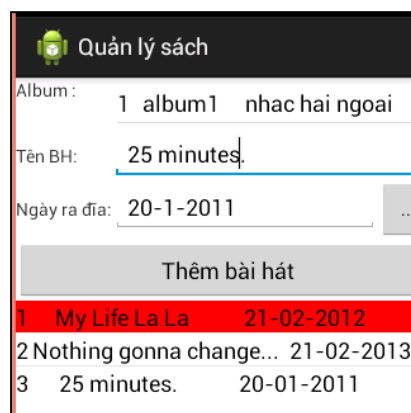 Quản lý sách
Album :
1 album1 nhac hai ngoai
Tên BH: 25 minutes.
Ngày ra đĩa: 20-1-2011 ..
Thêm bài hát
1 My Life La La 21-02-2012
2 Nothing gonna change... 21-02-2013
3 25 minutes. 20-01-2011